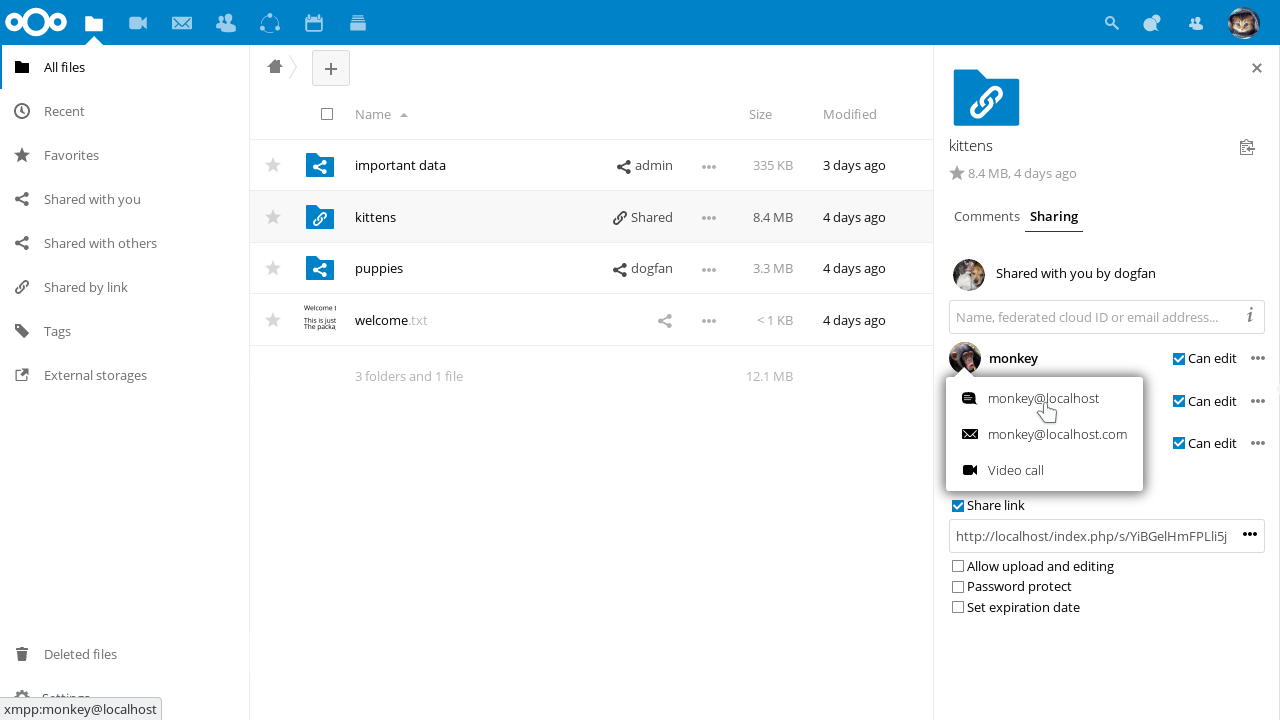 All files
Recent
Favorites
Shared with you
Shared with others
Shared by link
Tags
External storages
Deleted files
Settings
xmpp:monkey@localhost
Name Size Modified
important data admin 335 KB 3 days ago
kittens Shared 8.4 MB 4 days ago
puppies dogfan 3.3 MB 4 days ago
Welcome t
This is just
The packa
welcome.txt < 1 KB 4 days ago
3 folders and 1 file 12.1 MB
kittens
8.4 MB, 4 days ago
Comments Sharing
Shared with you by dogfan
Name, federated cloud ID or email address... i
monkey Can edit
monkey@localhost Can edit
monkey@localhost.com Can edit
Video call
Share link
http://localhost/index.php/s/YiBGelHmFPLli5j
Allow upload and editing
Password protect
Set expiration date